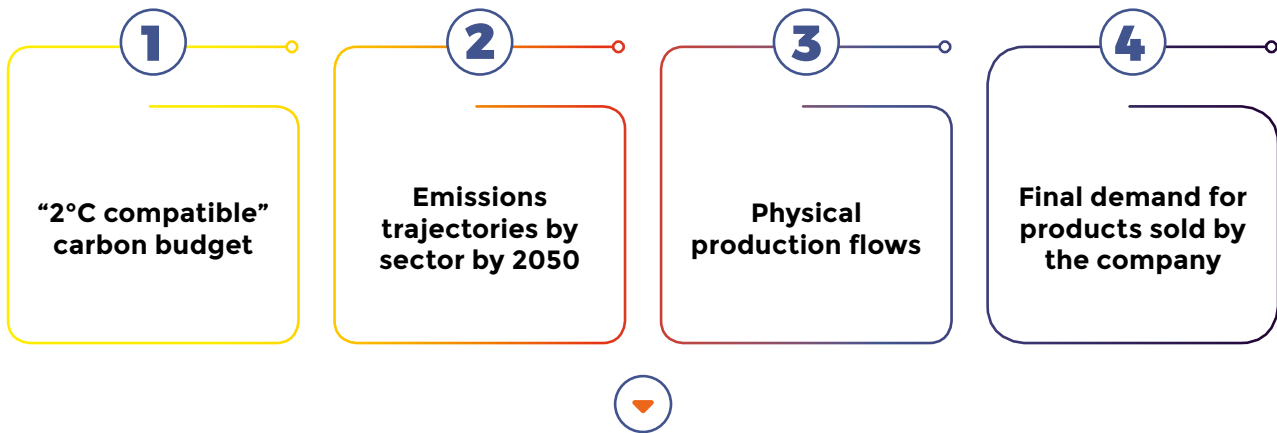 1
“2°C compatible”
carbon budget
2
Emissions
trajectories by
sector by 2050
3
Physical
production flows
4
Final demand for
products sold by
the company